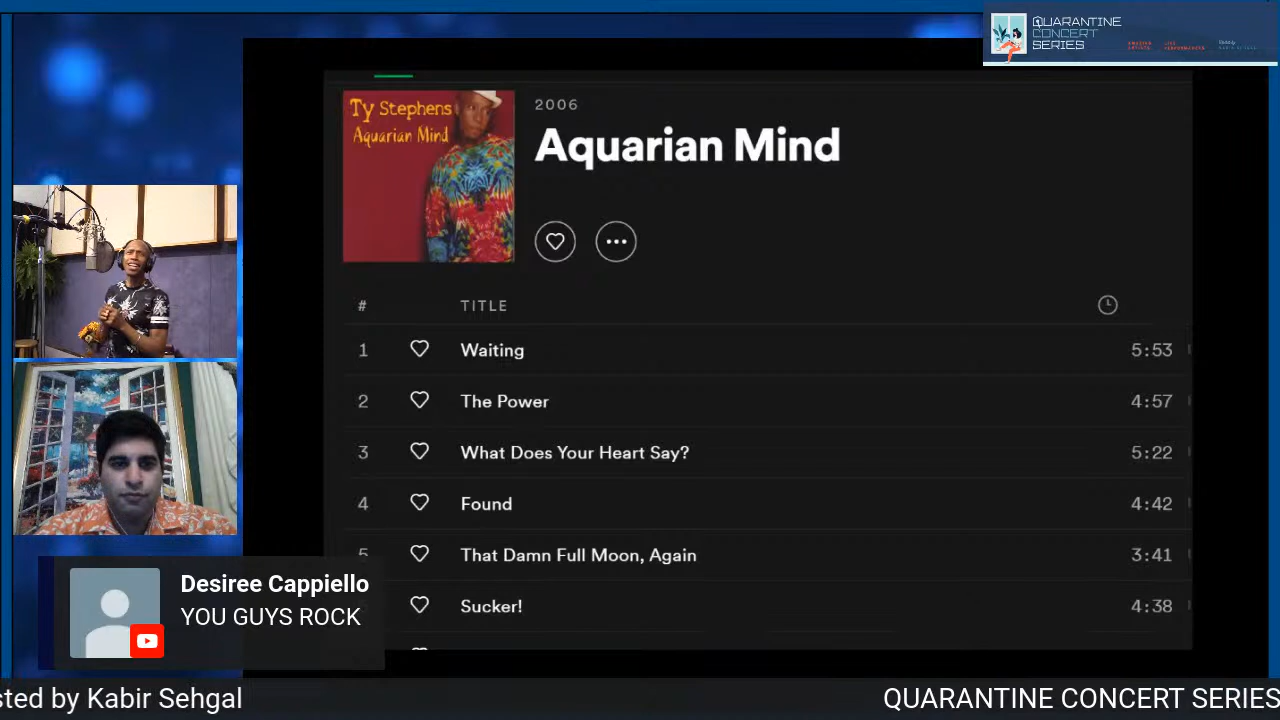 QUARANTINE
CONCERT
SERIES
Ty Stephens
Aquarian Mind
2006
Aquarian Mind
# TITLE
1 Waiting 5:53
2 The Power 4:57
3 What Does Your Heart Say? 5:22
4 Found 4:42
5 That Damn Full Moon, Again 3:41
Sucker! 4:38
Desiree Cappiello
YOU GUYS ROCK
sted by Kabir Sehgal
QUARANTINE CONCERT SERIES